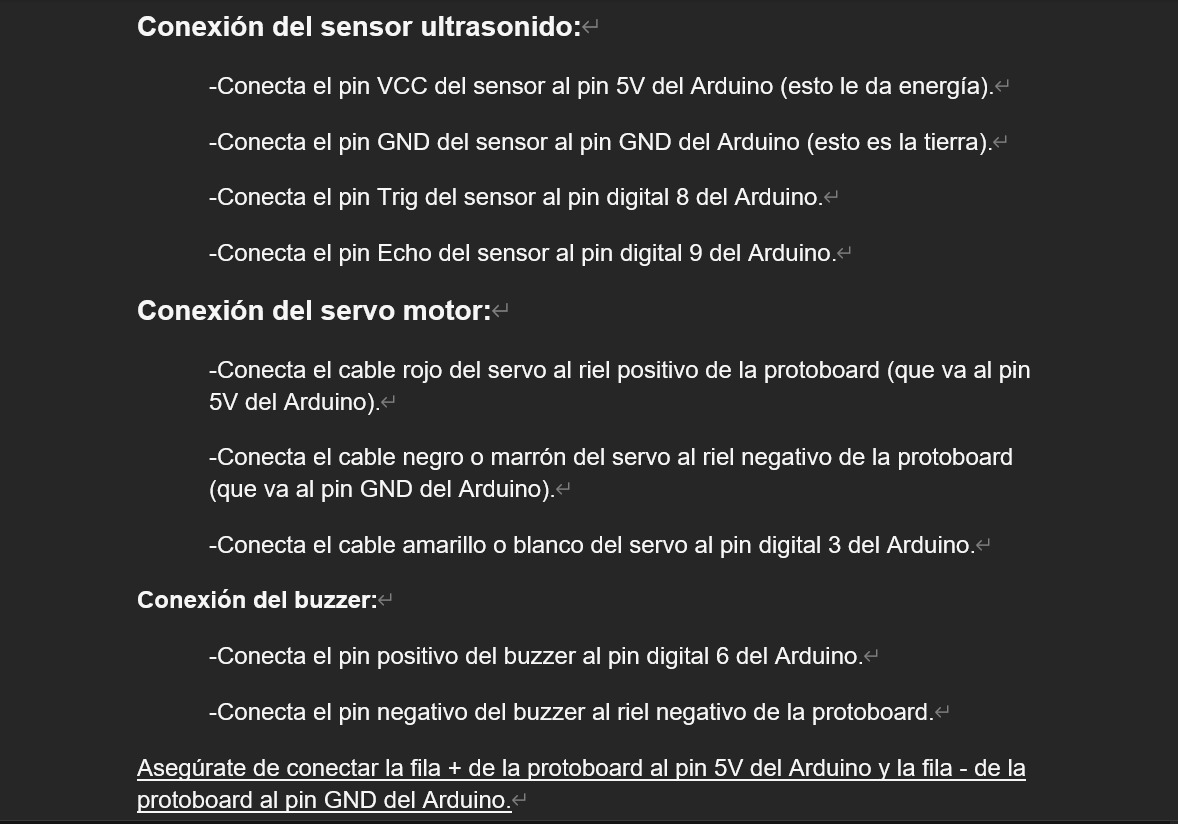 Conexión del sensor ultrasonido:
-Conecta el pin VCC del sensor al pin 5V del Arduino (esto le da energía).
-Conecta el pin GND del sensor al pin GND del Arduino (esto es la tierra).
-Conecta el pin Trig del sensor al pin digital 8 del Arduino.
-Conecta el pin Echo del sensor al pin digital 9 del Arduino.
Conexión del servo motor:
-Conecta el cable rojo del servo al riel positivo de la protoboard (que va al pin
5V del Arduino).
-Conecta el cable negro o marrón del servo al riel negativo de la protoboard
(que va al pin GND del Arduino).
-Conecta el cable amarillo o blanco del servo al pin digital 3 del Arduino.
Conexión del buzzer:
-Conecta el pin positivo del buzzer al pin digital 6 del Arduino.
-Conecta el pin negativo del buzzer al riel negativo de la protoboard.
Asegúrate de conectar la fila + de la protoboard al pin 5V del Arduino y la fila - de la
protoboard al pin GND del Arduino.